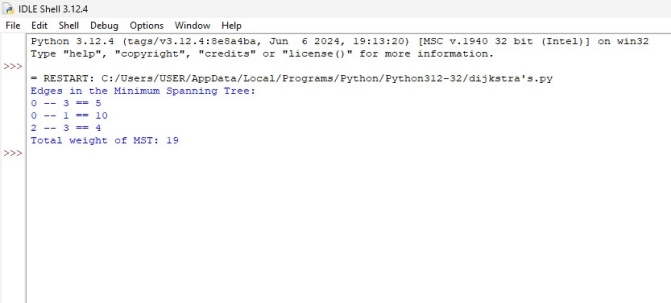 IDLE Shell 3.12.4
File Edit Shell Debug Options Window Help
Python 3.12.4 (tags/v3.12.4:8e8a4ba, Jun  6 2024, 19:13:20) [MSC v.1940 32 bit (Intel)] on win32
Type "help", "copyright", "credits" or "license()" for more information.
>>>
= RESTART: C:/Users/USER/AppData/Local/Programs/Python/Python312-32/dijkstra's.py
Edges in the Minimum Spanning Tree:
0 -- 3 == 5
0 -- 1 == 10
2 -- 3 == 4
Total weight of MST: 19
>>>